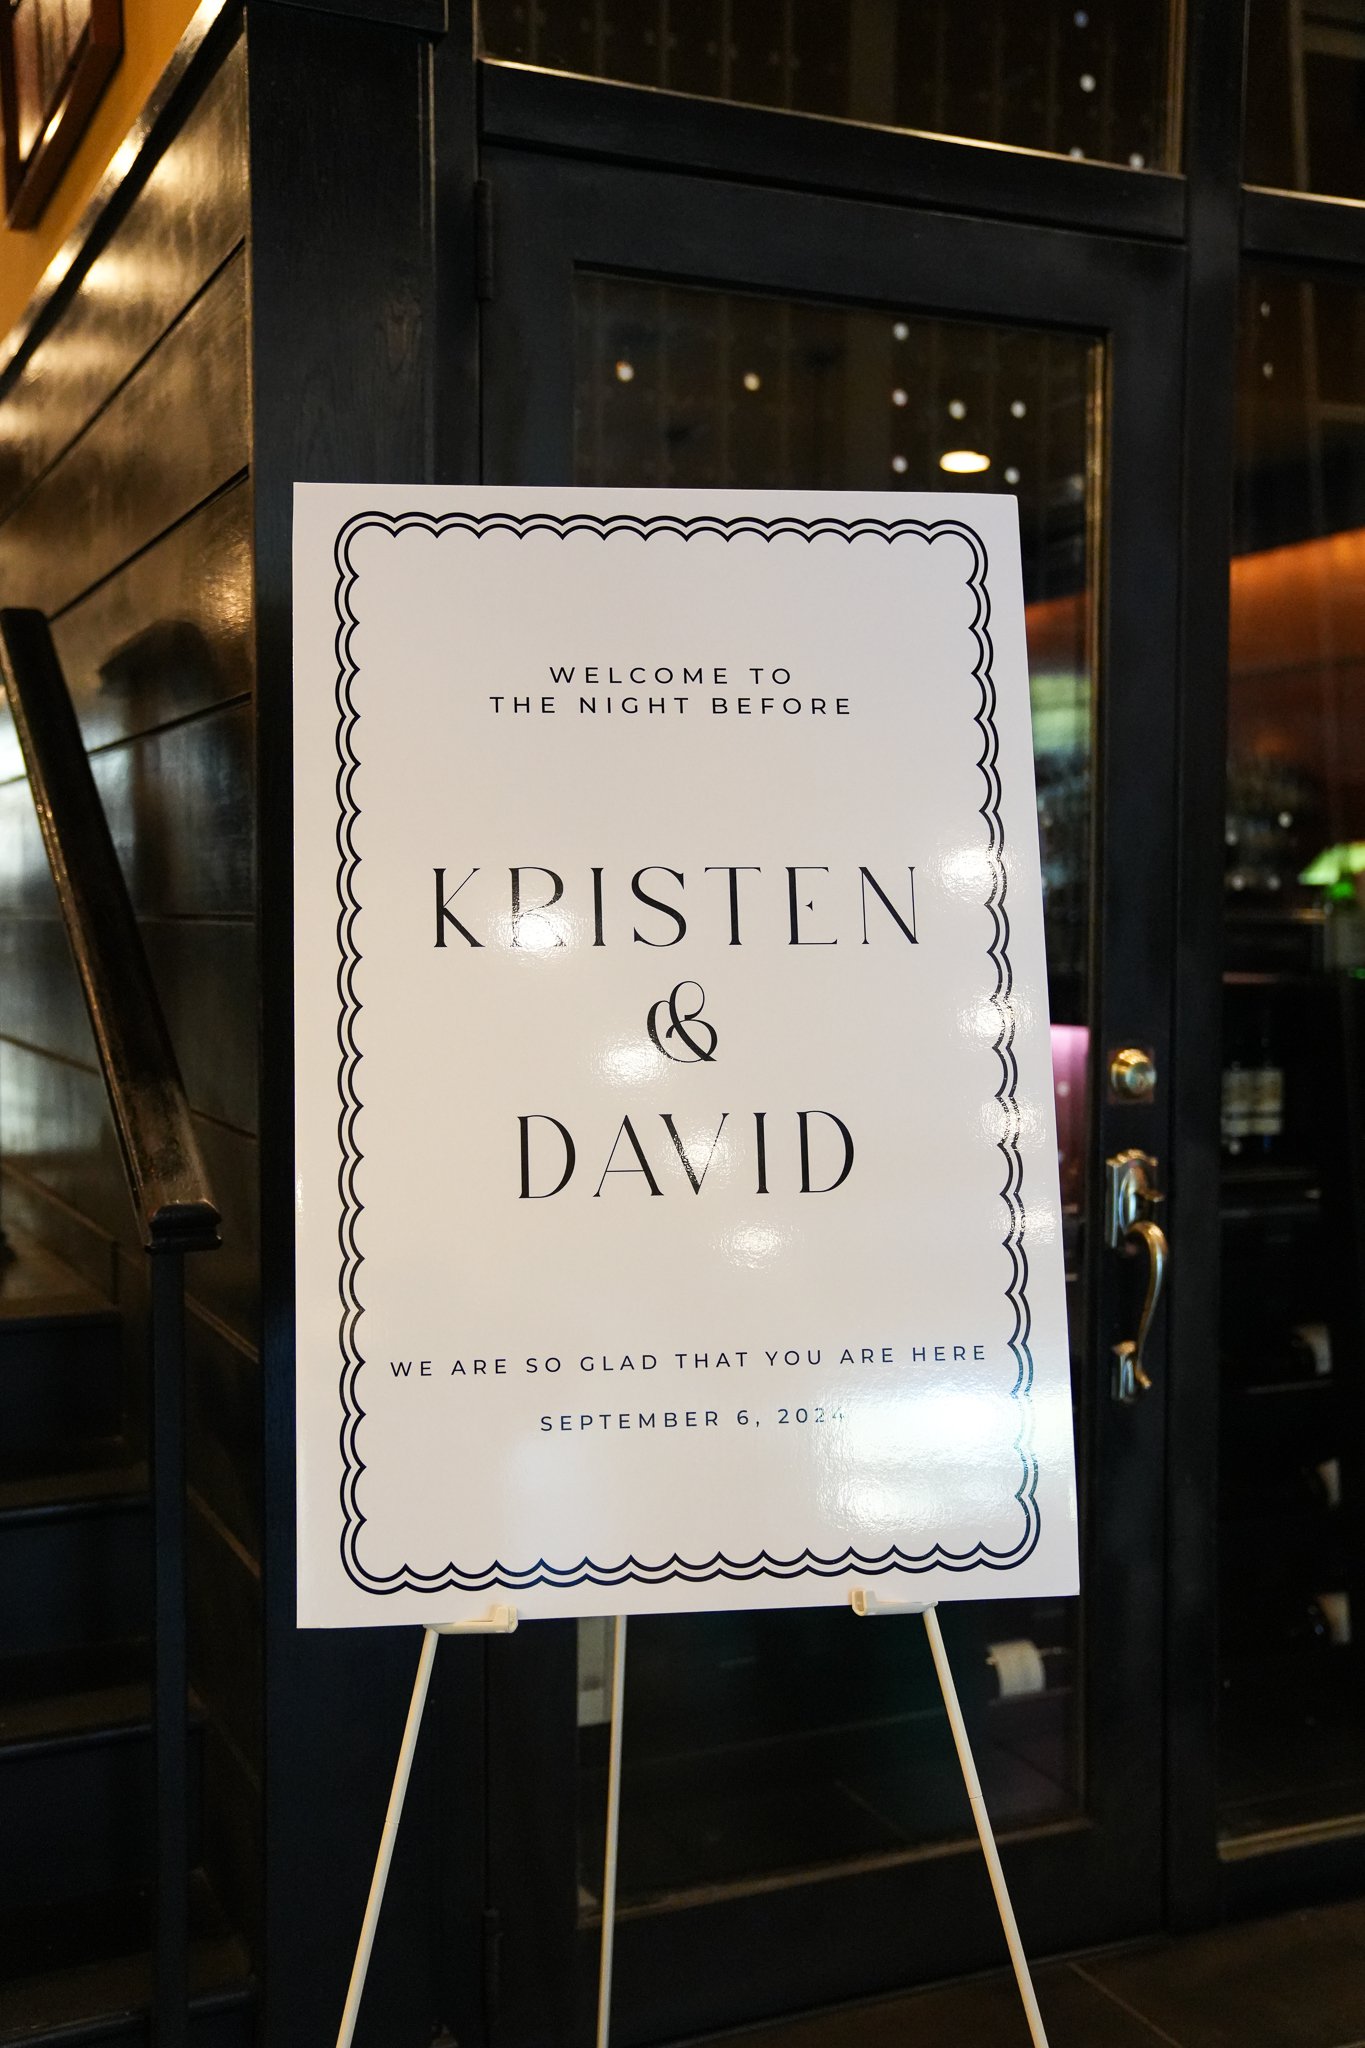 WELCOME TO
THE NIGHT BEFORE
KRISTEN
&
DAVID
WE ARE SO GLAD THAT YOU ARE HERE
SEPTEMBER 6, 2024